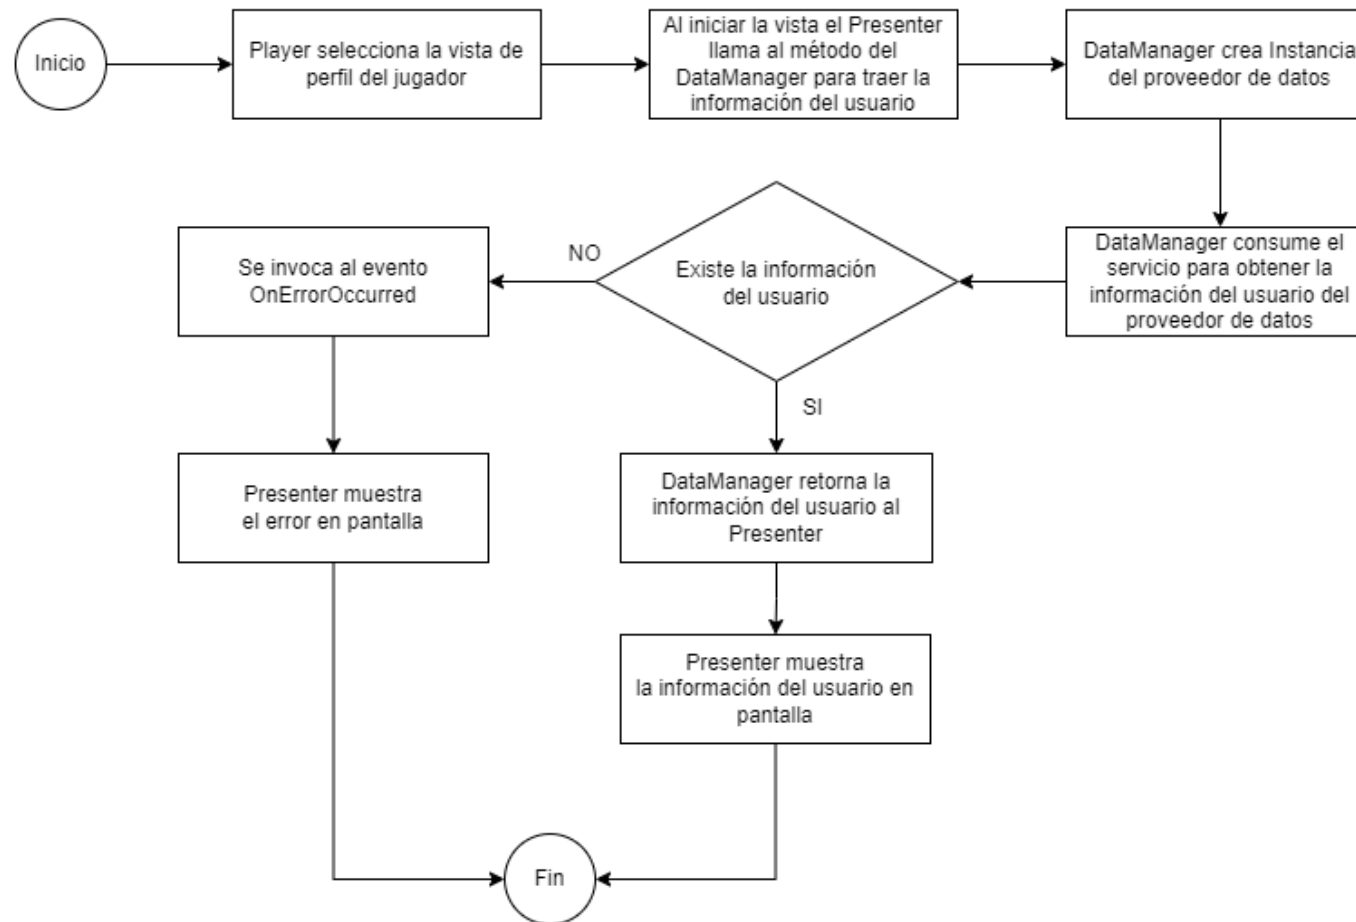 Inicio
Player selecciona la vista de
perfil del jugador
Al iniciar la vista el Presenter
llama al método del
DataManager para traer la
información del usuario
DataManager crea Instancia
del proveedor de datos
DataManager consume el
servicio para obtener la
información del usuario del
proveedor de datos
Existe la información
del usuario
NO
Se invoca al evento
OnErrorOccurred
Presenter muestra
el error en pantalla
SI
DataManager retorna la
información del usuario al
Presenter
Presenter muestra
la información del usuario en
pantalla
Fin